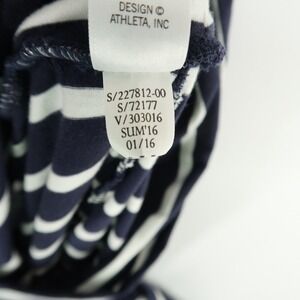 DESIGN ©
ATHLETA, INC
S/227812-00
S/72177
V/303016
SUM'16
01/16